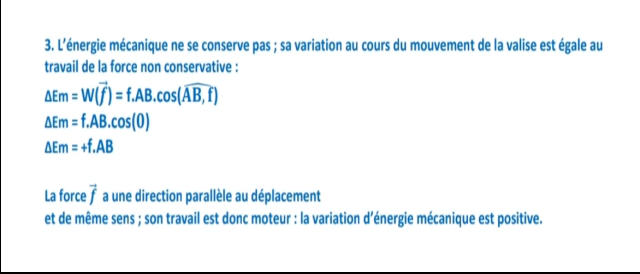 3. L'énergie mécanique ne se conserve pas ; sa variation au cours du mouvement de la valise est égale au
travail de la force non conservative :
ΔEm = W(f⃗) = f.AB.cos(AB, f)
ΔEm = f.AB.cos(0)
ΔEm = +f.AB
La force f⃗ a une direction parallèle au déplacement
et de même sens ; son travail est donc moteur : la variation d'énergie mécanique est positive.